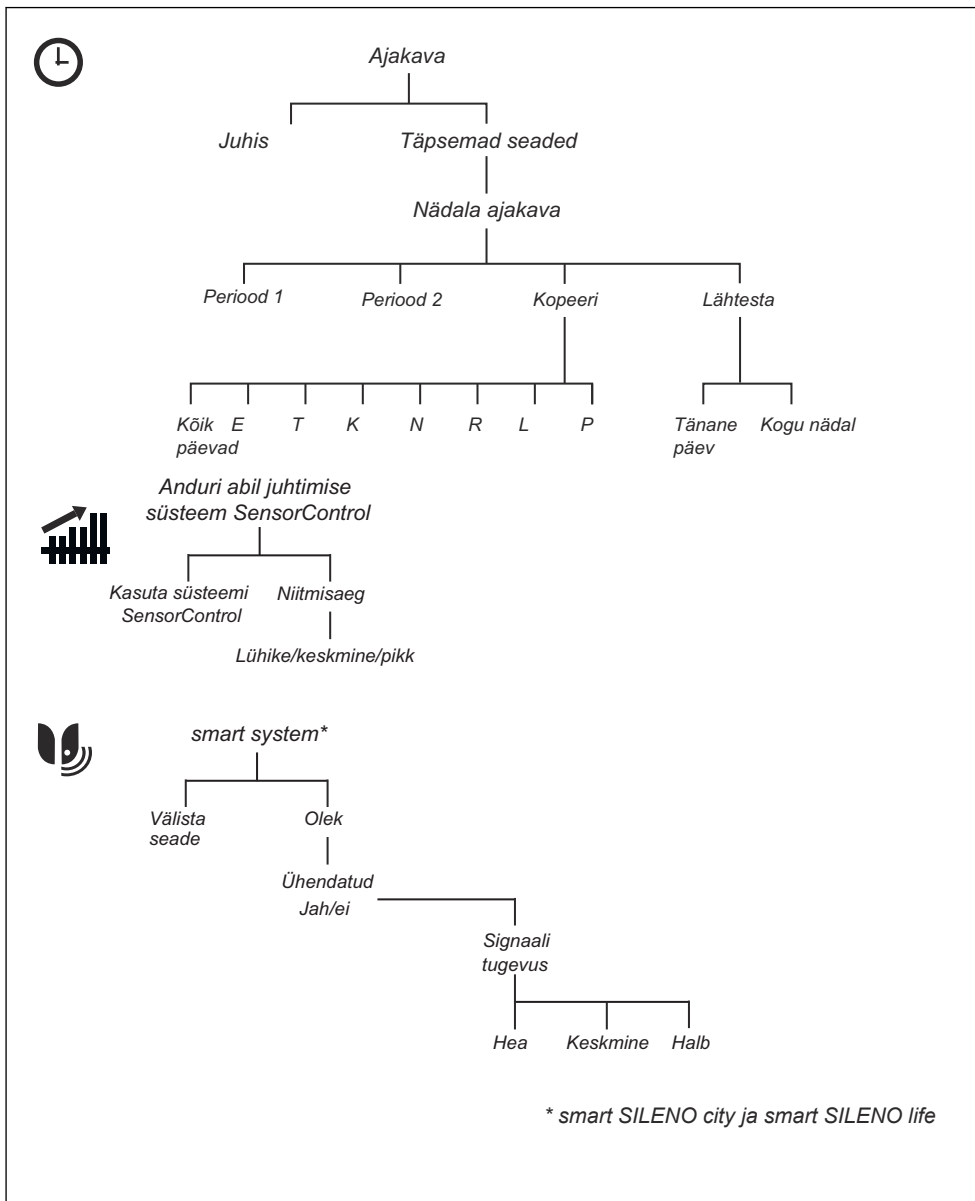 Ajakava
Juhis
Täpsemad seaded
Nädala ajakava
Periood 1
Periood 2
Kopeeri
Lähtesta
Kõik päevad
E
T
K
N
R
L
P
Tänane päev
Kogu nädal
Anduri abil juhtimise
süsteem SensorControl
Kasuta süsteemi
SensorControl
Niitmisaeg
Lühike/keskmine/pikk
smart system*
Välista
seade
Olek
Ühendatud
Jah/ei
Signaali
tugevus
Hea
Keskmine
Halb
* smart SILENO city ja smart SILENO life